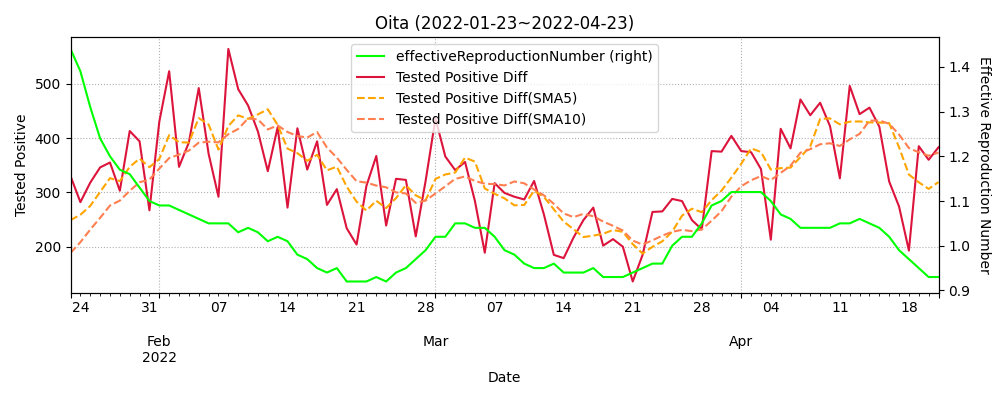 Oita (2022-01-23~2022-04-23)
effectiveReproductionNumber (right)
Tested Positive Diff
Tested Positive Diff(SMA5)
Tested Positive Diff(SMA10)
Tested Positive
500
400
300
200
1.4
1.3
1.2
1.1
1.0
0.9
Effective Reproduction Number
24 31 07 14 21 28 07 14 21 28 04 11 18
Feb Mar Apr
2022
Date